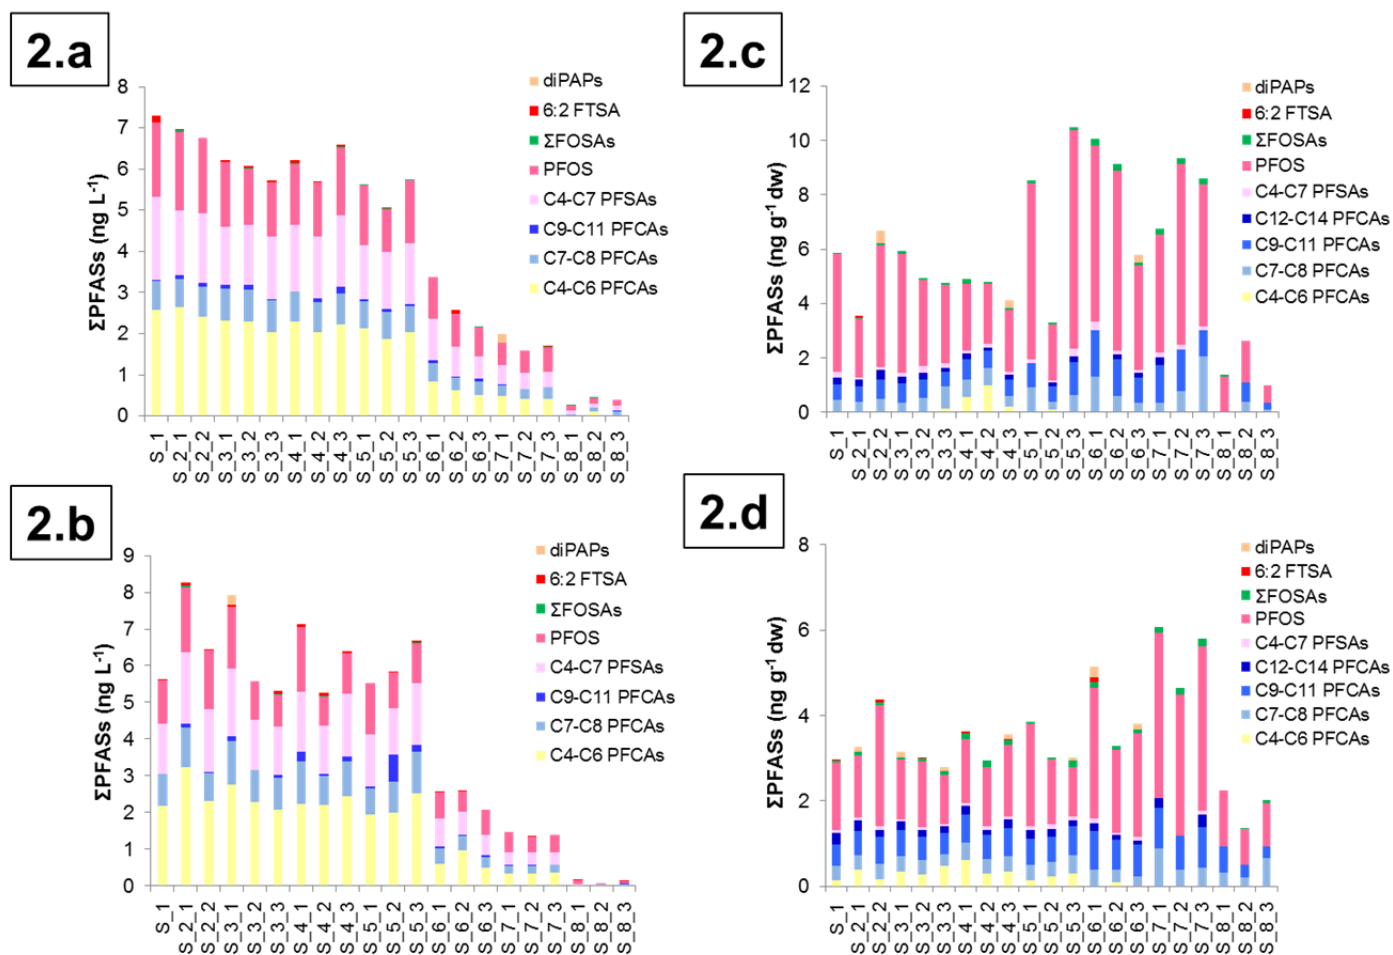 2.a
ΣPFASs (ng L-1)
8
7
6
5
4
3
2
1
0
diPAPs
6:2 FTSA
ΣFOSAs
PFOS
C4-C7 PFSAs
C9-C11 PFCAs
C7-C8 PFCAs
C4-C6 PFCAs
S_1
S_2_1
S_2_2
S_3_1
S_3_2
S_3_3
S_4_1
S_4_2
S_4_3
S_5_1
S_5_2
S_5_3
S_6_1
S_6_2
S_6_3
S_7_1
S_7_2
S_7_3
S_8_1
S_8_2
S_8_3
2.c
ΣPFASs (ng g-1 dw)
12
10
8
6
4
2
0
diPAPs
6:2 FTSA
ΣFOSAs
PFOS
C4-C7 PFSAs
C12-C14 PFCAs
C9-C11 PFCAs
C7-C8 PFCAs
C4-C6 PFCAs
S_1
S_2_1
S_2_2
S_3_1
S_3_2
S_3_3
S_4_1
S_4_2
S_4_3
S_5_1
S_5_2
S_5_3
S_6_1
S_6_2
S_6_3
S_7_1
S_7_2
S_7_3
S_8_1
S_8_2
S_8_3
2.b
ΣPFASs (ng L-1)
9
8
7
6
5
4
3
2
1
0
diPAPs
6:2 FTSA
ΣFOSAs
PFOS
C4-C7 PFSAs
C9-C11 PFCAs
C7-C8 PFCAs
C4-C6 PFCAs
S_1
S_2_1
S_2_2
S_3_1
S_3_2
S_3_3
S_4_1
S_4_2
S_4_3
S_5_1
S_5_2
S_5_3
S_6_1
S_6_2
S_6_3
S_7_1
S_7_2
S_7_3
S_8_1
S_8_2
S_8_3
2.d
ΣPFASs (ng g-1 dw)
8
6
4
2
0
diPAPs
6:2 FTSA
ΣFOSAs
PFOS
C4-C7 PFSAs
C12-C14 PFCAs
C9-C11 PFCAs
C7-C8 PFCAs
C4-C6 PFCAs
S_1
S_2_1
S_2_2
S_3_1
S_3_2
S_3_3
S_4_1
S_4_2
S_4_3
S_5_1
S_5_2
S_5_3
S_6_1
S_6_2
S_6_3
S_7_1
S_7_2
S_7_3
S_8_1
S_8_2
S_8_3